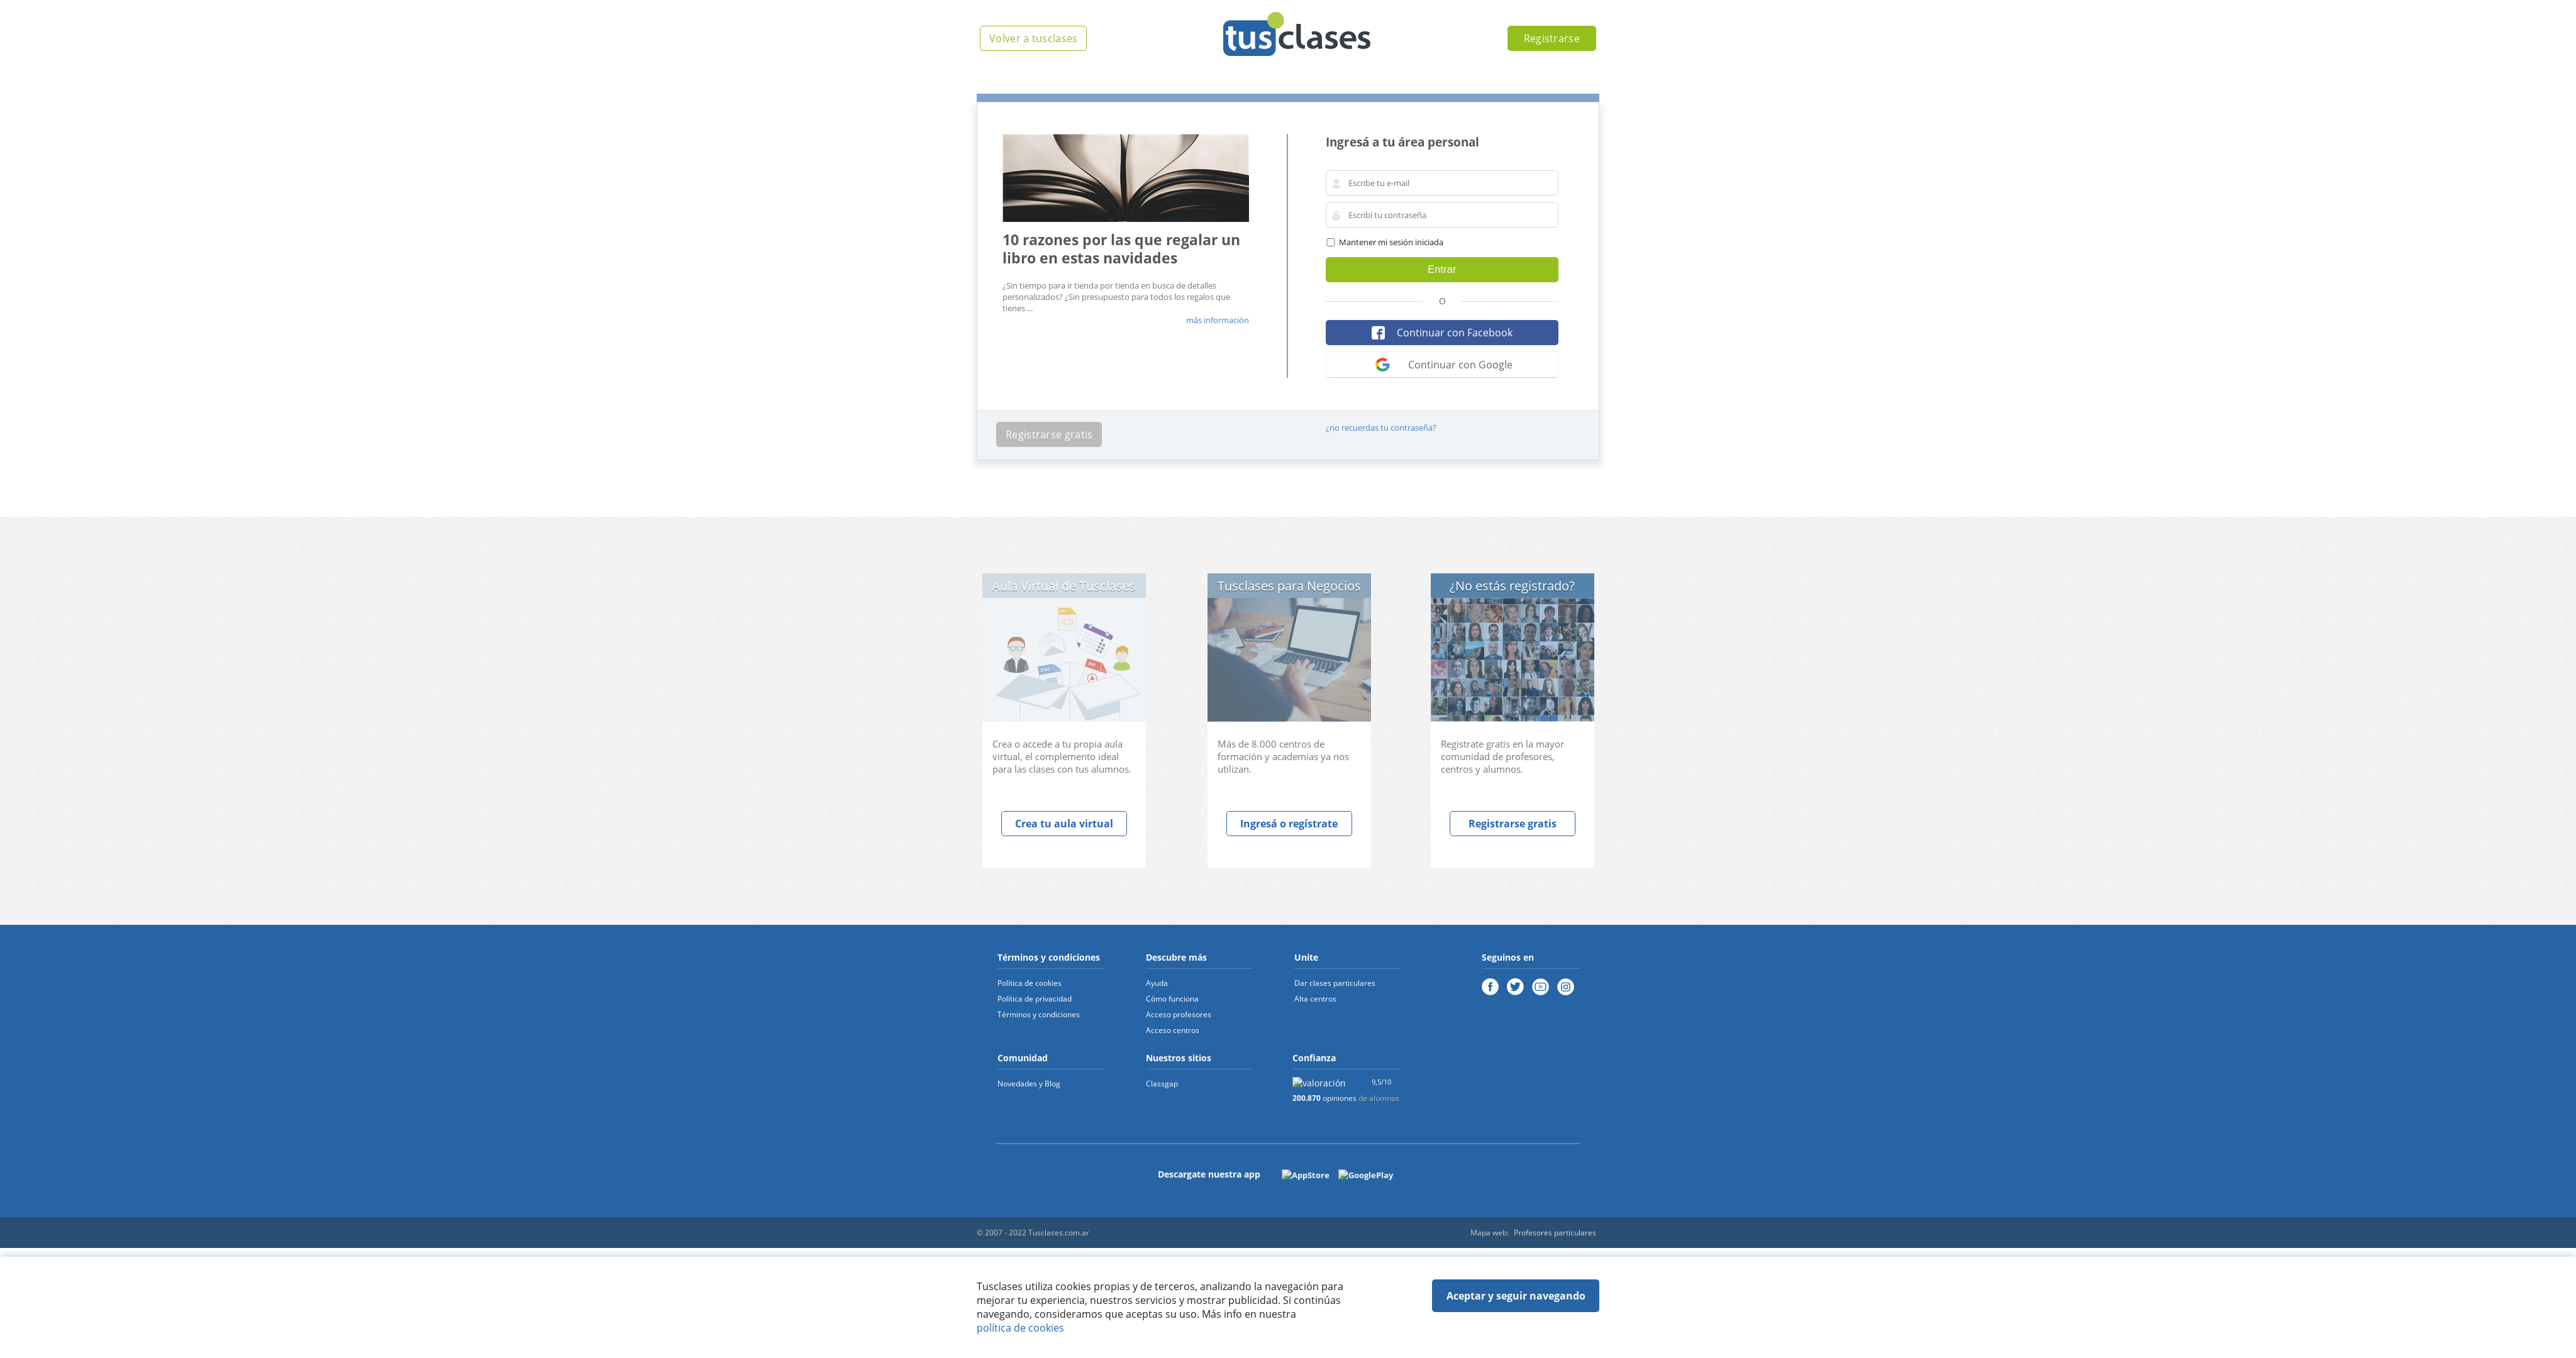 Volver a tusclases
tusclases
Registrarse
10 razones por las que regalar un
libro en estas navidades
¿Sin tiempo para ir tienda por tienda en busca de detalles
personalizados? ¿Sin presupuesto para todos los regalos que
tienes ...
más información
Ingresá a tu área personal
Escribe tu e-mail
Escribí tu contraseña
Mantener mi sesión iniciada
Entrar
O
Continuar con Facebook
Continuar con Google
Registrarse gratis
¿no recuerdas tu contraseña?
Aula Virtual de Tusclases
Crea o accede a tu propia aula
virtual, el complemento ideal
para las clases con tus alumnos.
Crea tu aula virtual
Tusclases para Negocios
Más de 8.000 centros de
formación y academias ya nos
utilizan.
Ingresá o regístrate
¿No estás registrado?
Registrate gratis en la mayor
comunidad de profesores,
centros y alumnos.
Registrarse gratis
Términos y condiciones
Política de cookies
Política de privacidad
Términos y condiciones
Descubre más
Ayuda
Cómo funciona
Acceso profesores
Acceso centros
Unite
Dar clases particulares
Alta centros
Seguinos en
Comunidad
Novedades y Blog
Nuestros sitios
Classgap
Confianza
valoración 9,5/10
200.870 opiniones de alumnos
Descargate nuestra app AppStore GooglePlay
© 2007 - 2022 Tusclases.com.ar
Mapa web: Profesores particulares
Tusclases utiliza cookies propias y de terceros, analizando la navegación para
mejorar tu experiencia, nuestros servicios y mostrar publicidad. Si continúas
navegando, consideramos que aceptas su uso. Más info en nuestra
política de cookies
Aceptar y seguir navegando